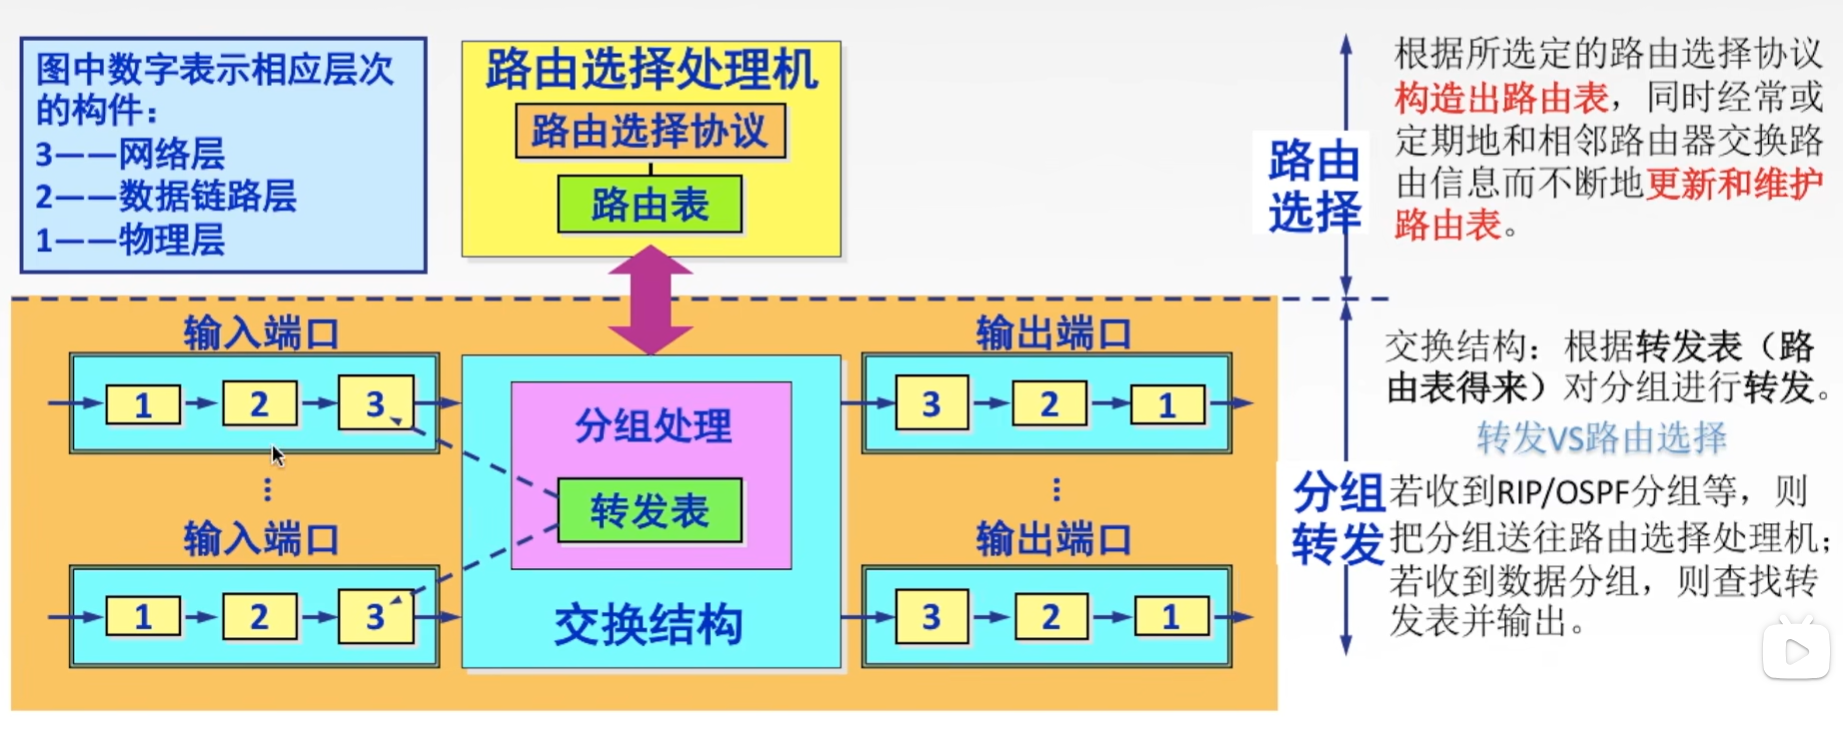 图中数字表示相应层次
的构件：
3——网络层
2——数据链路层
1——物理层
路由选择处理机
路由选择协议
路由表
路由
选择
根据所选定的路由选择协议
构造出路由表，同时经常或
定期地和相邻路由器交换路
由信息而不断地更新和维护
路由表。
输入端口
1
2
3
输入端口
1
2
3
分组处理
转发表
交换结构
输出端口
3
2
1
输出端口
3
2
1
分组
转发
交换结构：根据转发表（路
由表得来）对分组进行转发。
转发VS路由选择
若收到RIP/OSPF分组等，则
把分组送往路由选择处理机；
若收到数据分组，则查找转
发表并输出。